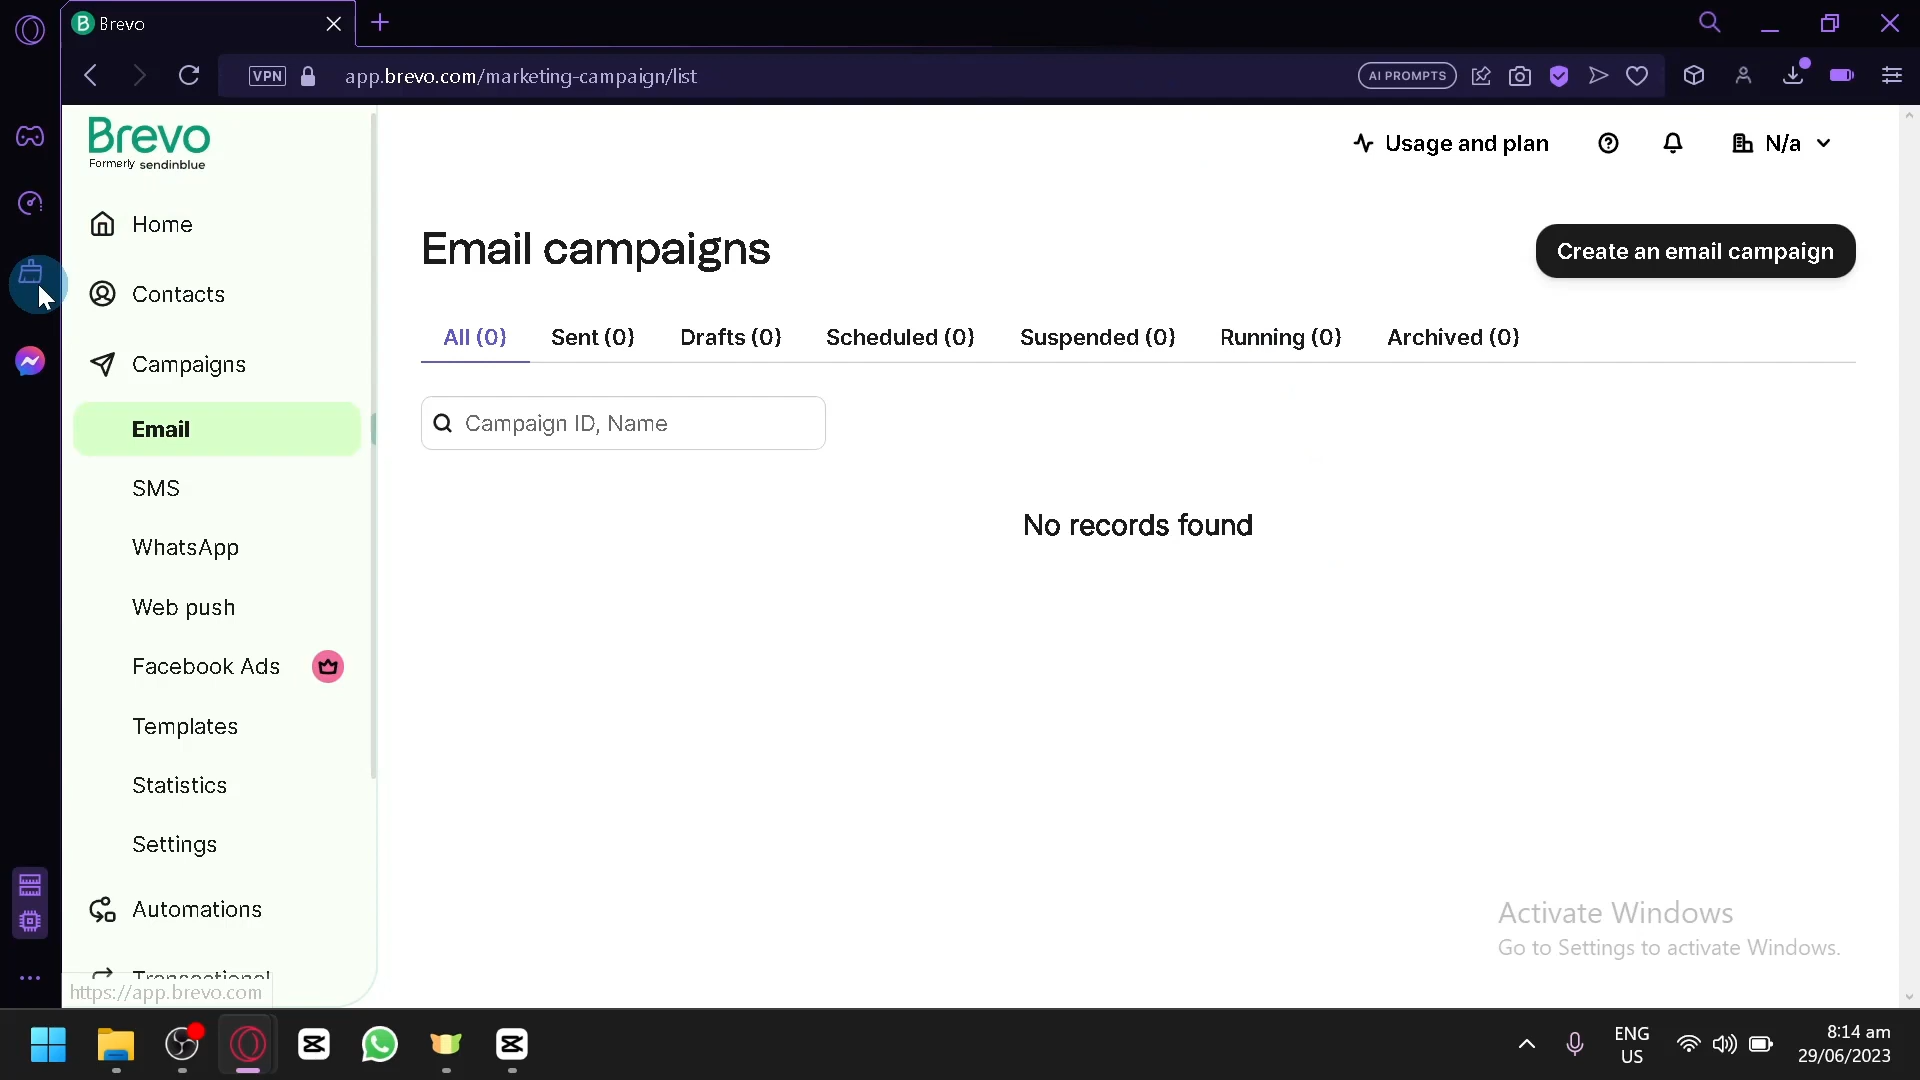 Brevo
VPN
app.brevo.com/marketing-campaign/list
AI PROMPTS
Brevo
Formerly sendinblue
Usage and plan
N/a
Home
Contacts
Campaigns
Email
SMS
WhatsApp
Web push
Facebook Ads
Templates
Statistics
Settings
Automations
Transactional
https://app.brevo.com
Email campaigns
Create an email campaign
All (0)
Sent (0)
Drafts (0)
Scheduled (0)
Suspended (0)
Running (0)
Archived (0)
Campaign ID, Name
No records found
Activate Windows
Go to Settings to activate Windows.
ENG
US
8:14 am
29/06/2023